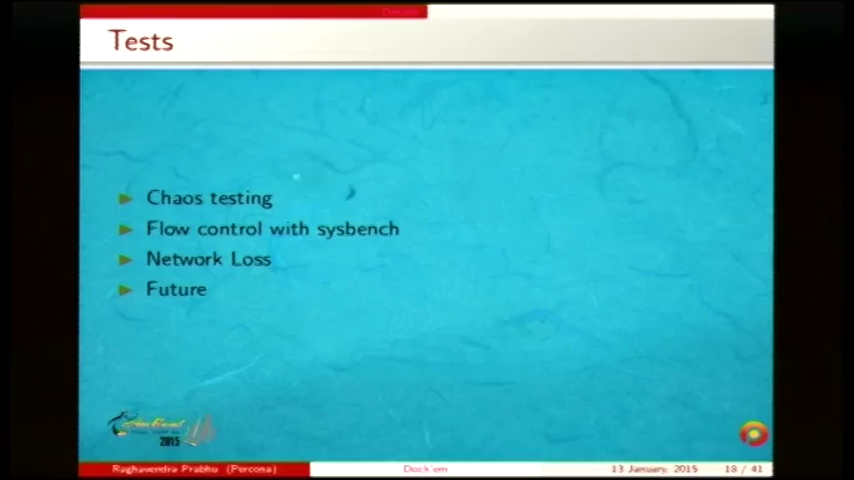 Tests
Chaos testing
Flow control with sysbench
Network Loss
Future
2015
Raghavendra Prabhu (Percona)
Dock'em
13 January, 2015
18 / 41